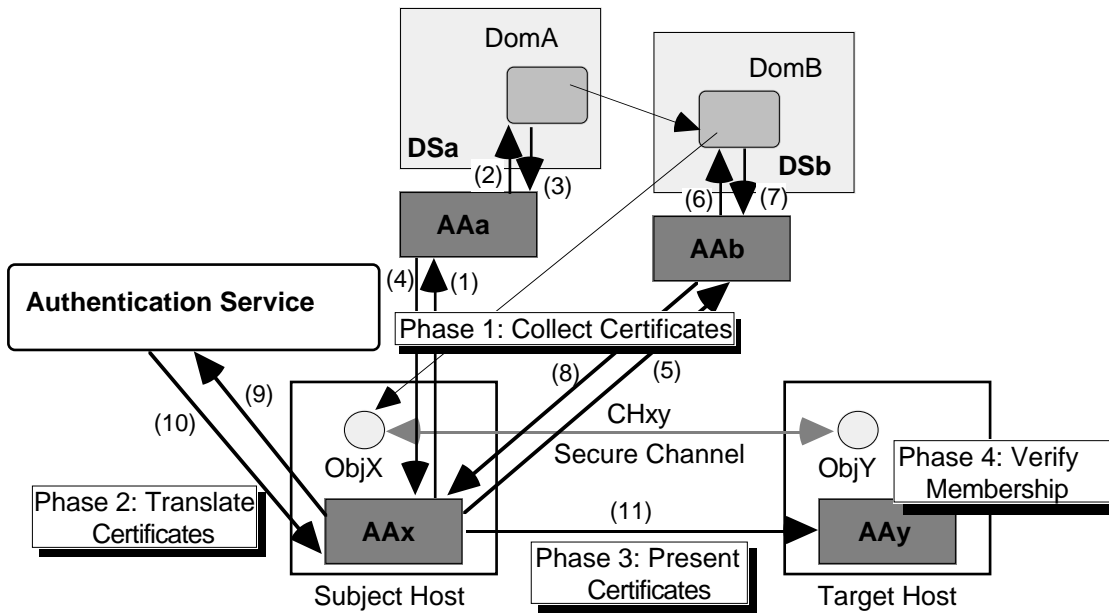 DomA
DomB
DSa
DSb
(2)
(3)
(6)
(7)
AAa
AAb
(4)
(1)
Authentication Service
Phase 1: Collect Certificates
(9)
(8)
(5)
(10)
CHxy
Secure Channel
ObjX
ObjY
Phase 4: Verify
Membership
Phase 2: Translate
Certificates
AAx
(11)
AAy
Phase 3: Present
Certificates
Subject Host
Target Host